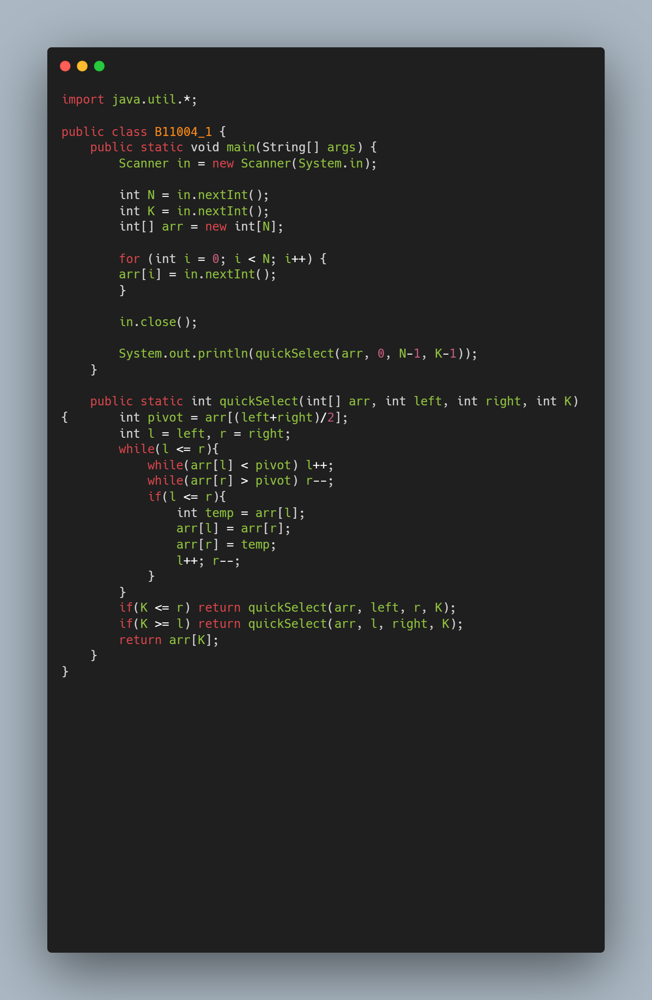 import java.util.*;

public class B11004_1 {
    public static void main(String[] args) {
        Scanner in = new Scanner(System.in);

        int N = in.nextInt();
        int K = in.nextInt();
        int[] arr = new int[N];

        for (int i = 0; i < N; i++) {
        arr[i] = in.nextInt();
        }

        in.close();

        System.out.println(quickSelect(arr, 0, N-1, K-1));
    }

    public static int quickSelect(int[] arr, int left, int right, int K)
{       int pivot = arr[(left+right)/2];
        int l = left, r = right;
        while(l <= r){
            while(arr[l] < pivot) l++;
            while(arr[r] > pivot) r--;
            if(l <= r){
                int temp = arr[l];
                arr[l] = arr[r];
                arr[r] = temp;
                l++; r--;
            }
        }
        if(K <= r) return quickSelect(arr, left, r, K);
        if(K >= l) return quickSelect(arr, l, right, K);
        return arr[K];
    }
}